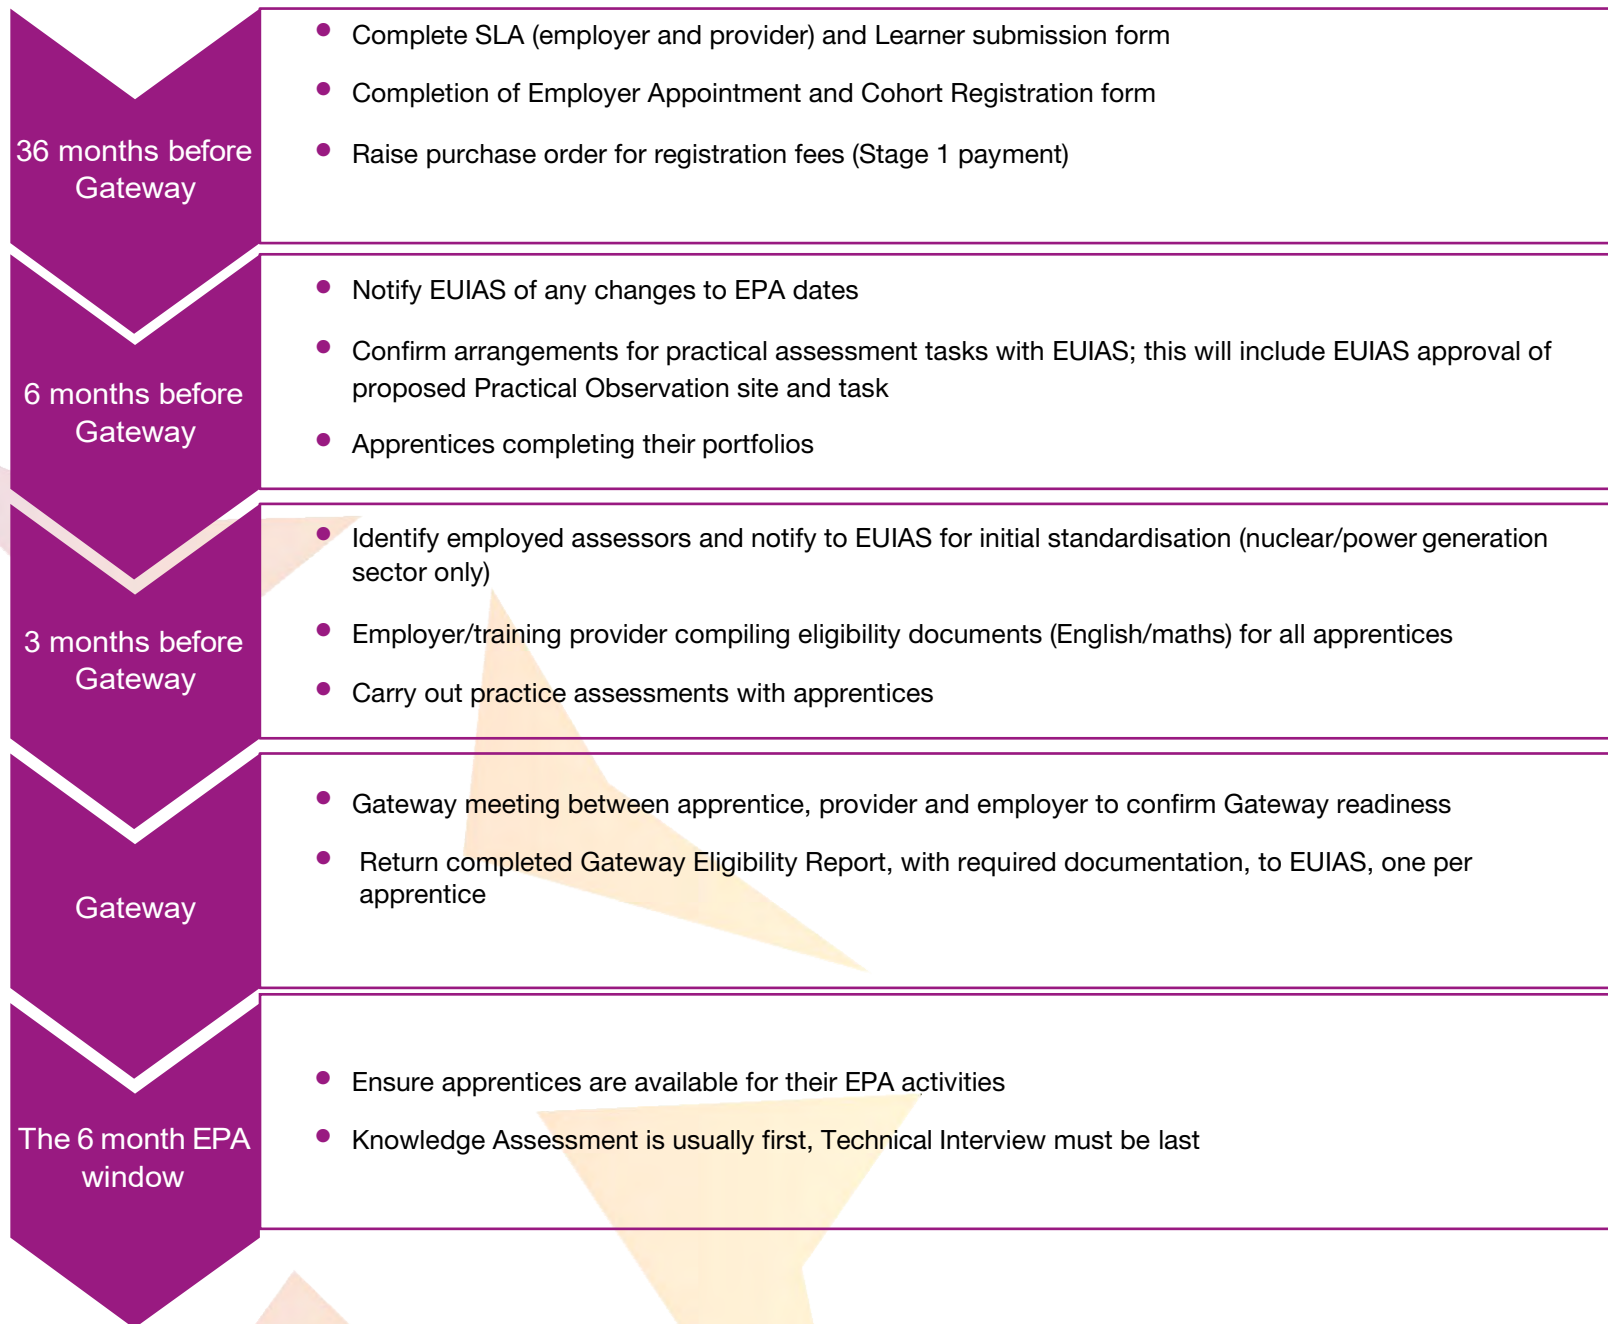 36 months before
Gateway
Complete SLA (employer and provider) and Learner submission form
Completion of Employer Appointment and Cohort Registration form
Raise purchase order for registration fees (Stage 1 payment)
6 months before
Gateway
Notify EUIAS of any changes to EPA dates
Confirm arrangements for practical assessment tasks with EUIAS; this will include EUIAS approval of
proposed Practical Observation site and task
Apprentices completing their portfolios
3 months before
Gateway
Identify employed assessors and notify to EUIAS for initial standardisation (nuclear/power generation
sector only)
Employer/training provider compiling eligibility documents (English/maths) for all apprentices
Carry out practice assessments with apprentices
Gateway
Gateway meeting between apprentice, provider and employer to confirm Gateway readiness
Return completed Gateway Eligibility Report, with required documentation, to EUIAS, one per
apprentice
The 6 month EPA
window
Ensure apprentices are available for their EPA activities
Knowledge Assessment is usually first, Technical Interview must be last